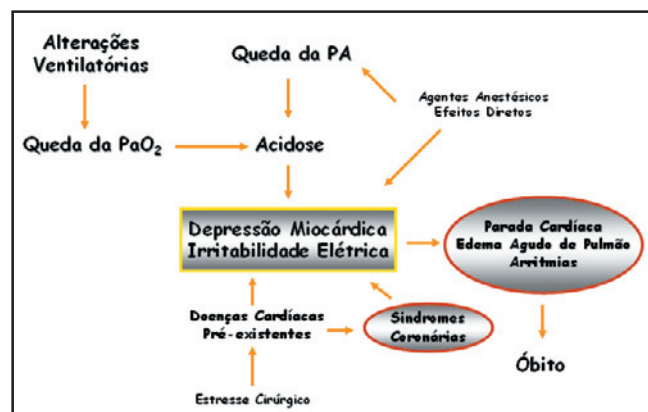 Alterações
Ventilatórias
Queda da PA
Agentes Anestésicos
Efeitos Diretos
Queda da PaO₂
Acidose
Depressão Miocárdica
Irritabilidade Elétrica
Parada Cardíaca
Edema Agudo de Pulmão
Arritmias
Doenças Cardíacas
Pré-existentes
Síndromes
Coronárias
Óbito
Estresse Cirúrgico